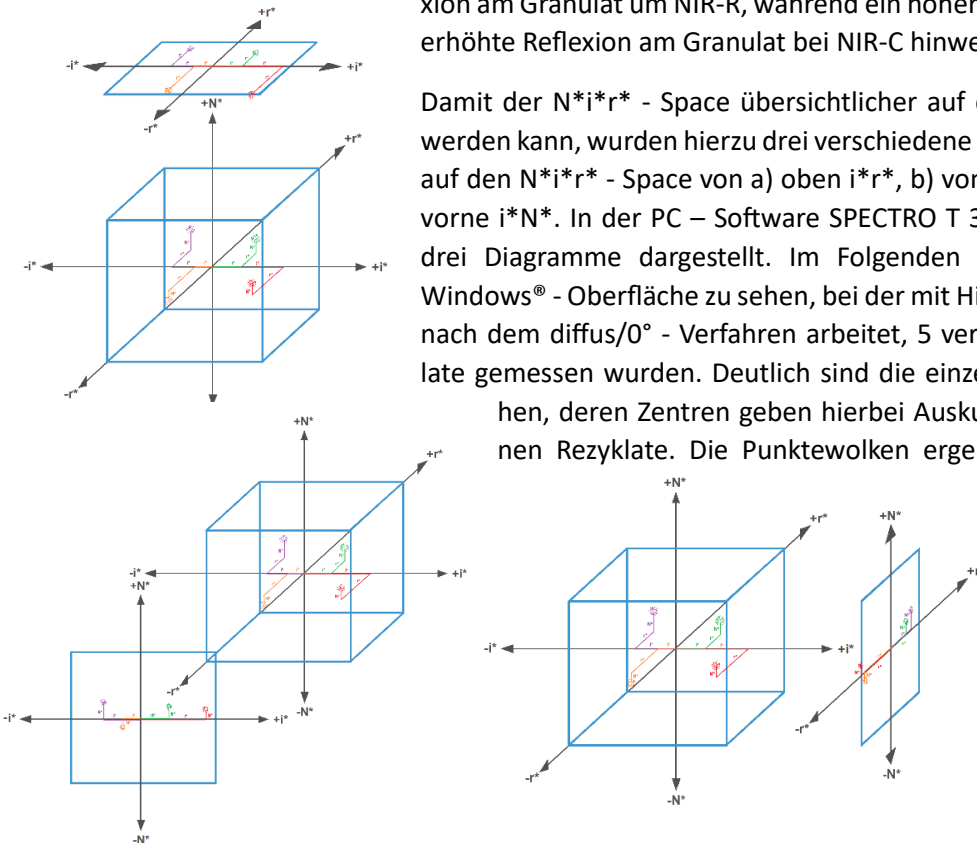 xion am Granulat um NIR-R, während ein hoher
erhöhte Reflexion am Granulat bei NIR-C hinwe
Damit der N*i*r* - Space übersichtlicher auf
werden kann, wurden hierzu drei verschiedene
auf den N*i*r* - Space von a) oben i*r*, b) vor
vorne i*N*. In der PC – Software SPECTRO T 3
drei Diagramme dargestellt. Im Folgenden
Windows® - Oberfläche zu sehen, bei der mit Hi
nach dem diffus/0° - Verfahren arbeitet, 5 ver
late gemessen wurden. Deutlich sind die einze
hen, deren Zentren geben hierbei Ausku
nen Rezyklate. Die Punktewolken erge
+r*
-i*
+i*
-r*
+N*
+r*
-i*
+i*
-r*
+N*
+r*
-i*
+i*
-r*
-N*
+N*
-i*
+i*
-N*
+N*
+r*
-i*
+i*
-r*
-N*
+N*
+r
-r*
-N*